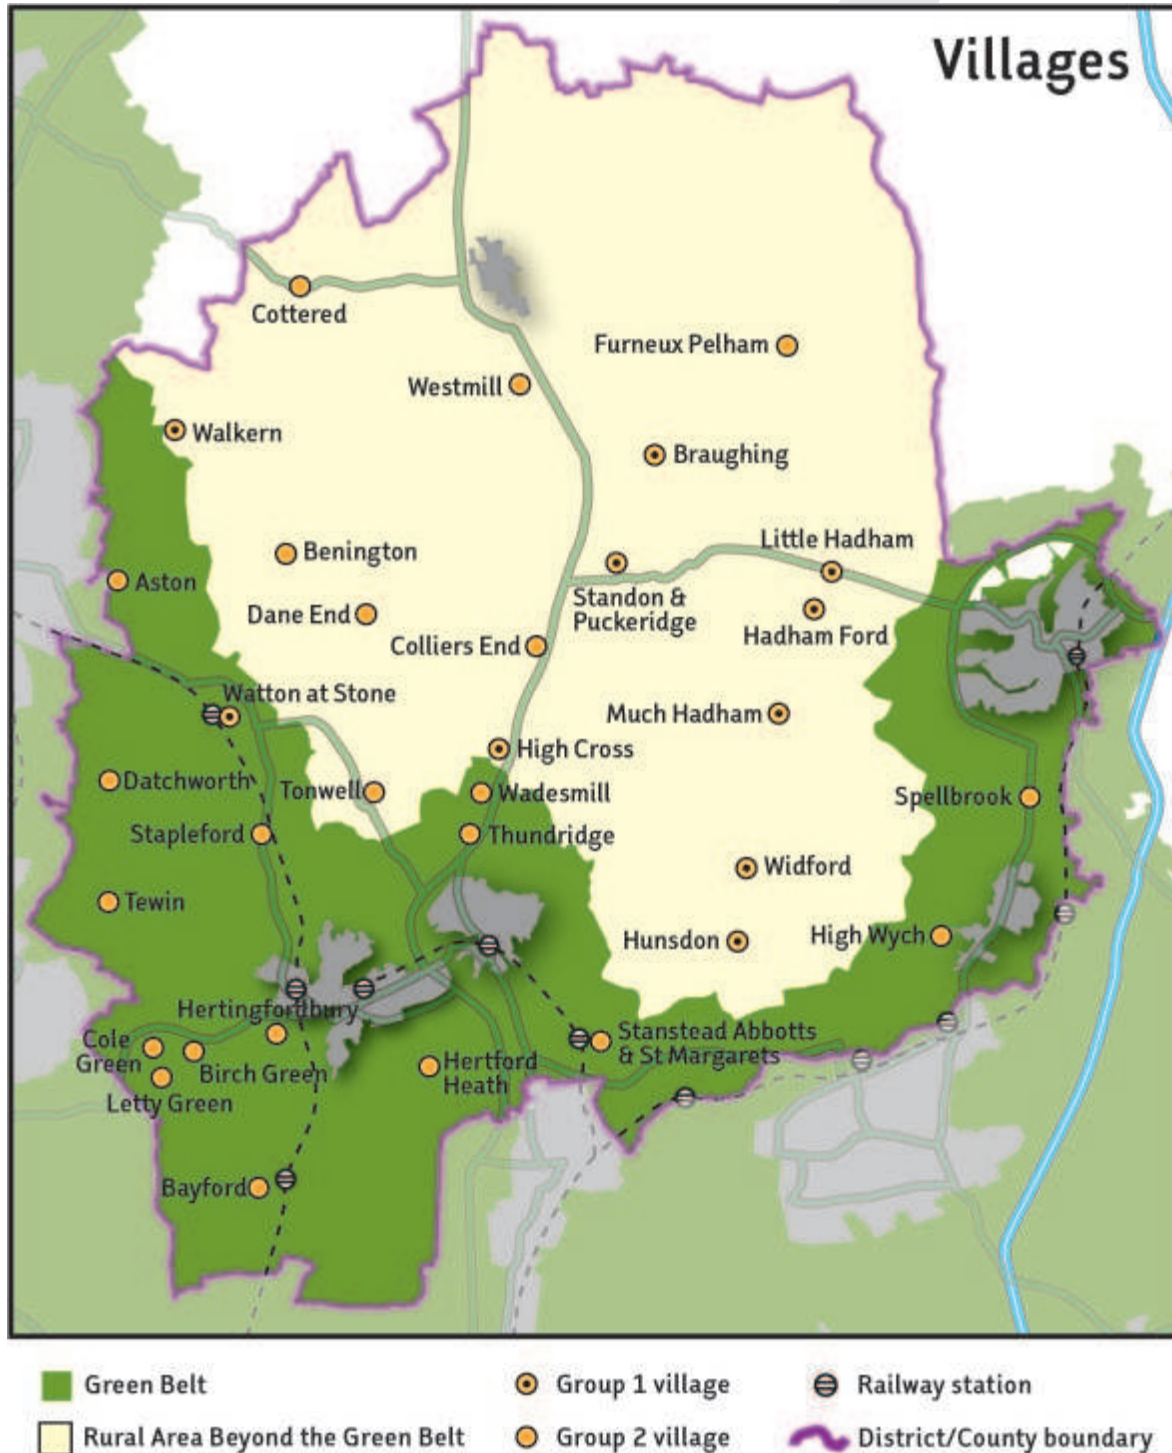 Villages
Cottered
Furneux Pelham
Westmill
Walkern
Braughing
Little Hadham
Benington
Aston
Standon &
Puckeridge
Dane End
Hadham Ford
Colliers End
Watton at Stone
Much Hadham
High Cross
Datchworth
Tonwell
Wadesmill
Spellbrook
Stapleford
Thundridge
Widford
Tewin
High Wych
Hunsdon
Hertingfordbury
Stanstead Abbotts
& St Margarets
Cole
Green
Birch Green
Hertford
Heath
Letty Green
Bayford
Green Belt
Group 1 village
Railway station
Rural Area Beyond the Green Belt
Group 2 village
District/County boundary